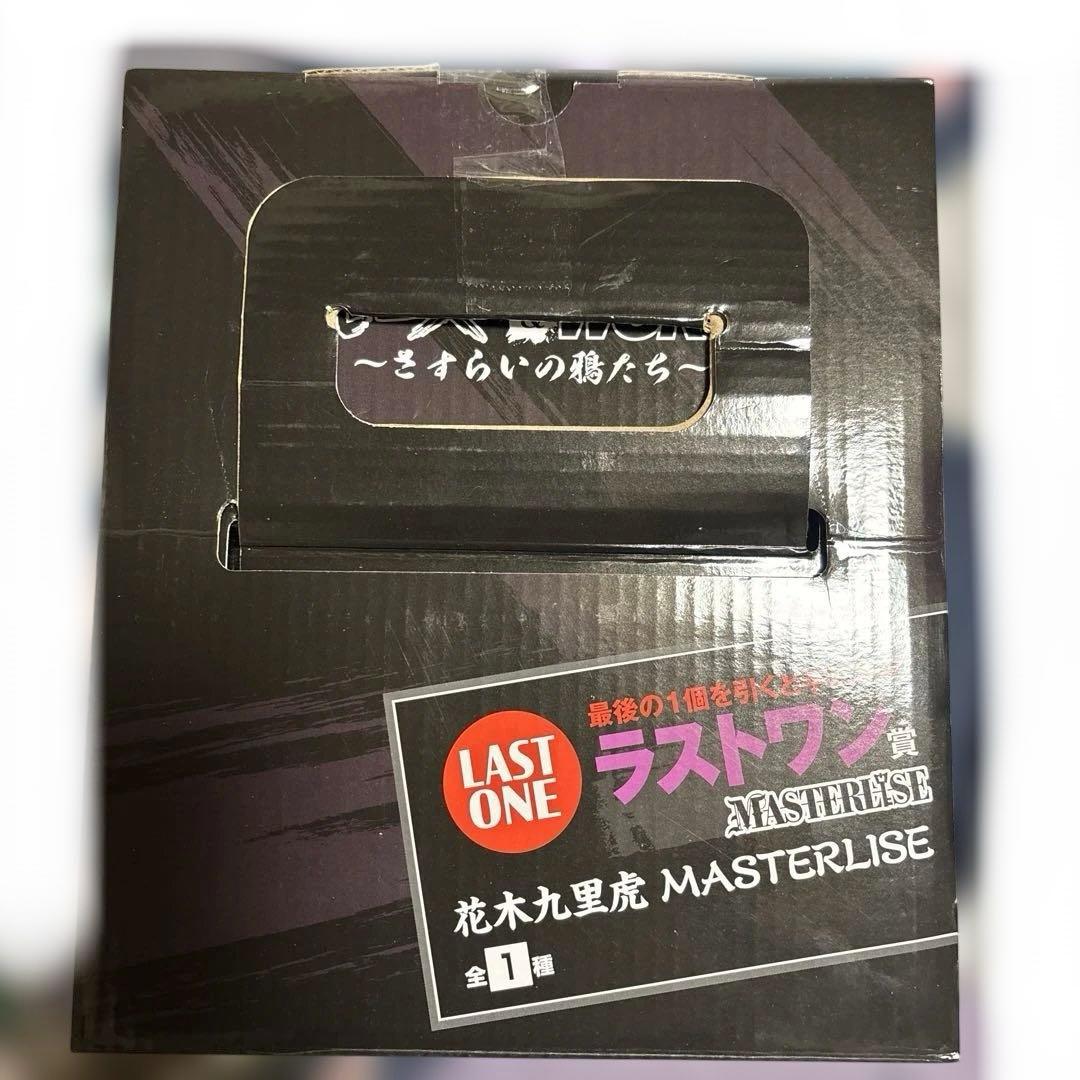 ～さすらいの鴉たち～
最後の1個を引くと
ラストワン賞
LAST
ONE
MASTERLISE
花木九里虎 MASTERLISE
全1種